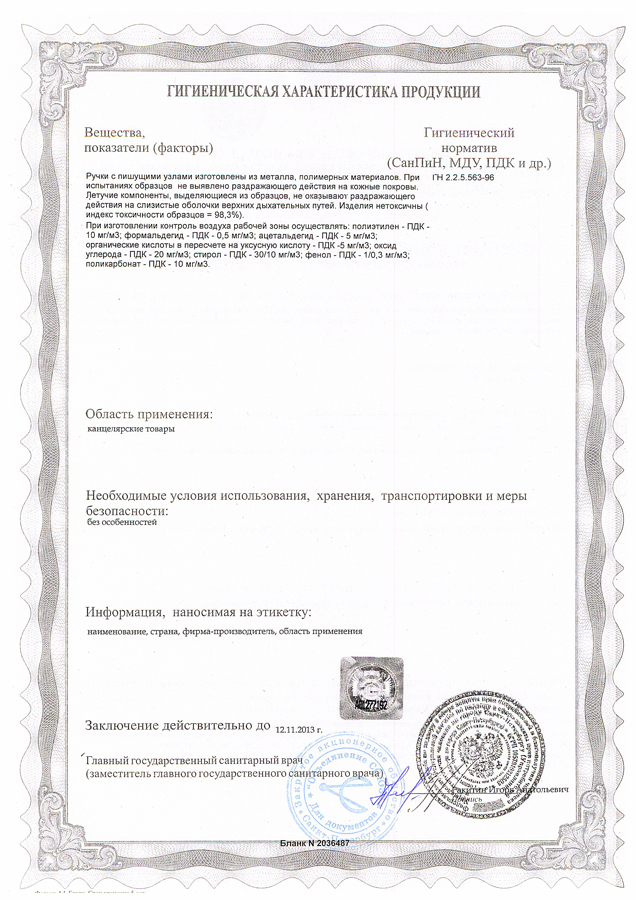 ГИГИЕНИЧЕСКАЯ ХАРАКТЕРИСТИКА ПРОДУКЦИИ
Вещества,
показатели (факторы)
Гигиенический
норматив
(СанПиН, МДУ, ПДК и др.)
Ручки с пишущими узлами изготовлены из металла, полимерных материалов. При
испытаниях образцов не выявлено раздражающего действия на кожные покровы.
Летучие компоненты, выделяющиеся из образцов, не оказывают раздражающего
действия на слизистые оболочки верхних дыхательных путей. Изделия нетоксичны (
индекс токсичности образцов = 98,3%).
При изготовлении контроль воздуха рабочей зоны осуществлять: полиэтилен - ПДК -
10 мг/м3; формальдегид - ПДК - 0,5 мг/м3; ацетальдегид - ПДК - 5 мг/м3;
органические кислоты в пересчете на уксусную кислоту - ПДК -5 мг/м3; оксид
углерода - ПДК - 20 мг/м3; стирол - ПДК - 30/10 мг/м3; фенол - ПДК - 1/0,3 мг/м3;
поликарбонат - ПДК - 10 мг/м3.
ГН 2.2.5.563-96
Область применения:
канцелярские товары
Необходимые условия использования, хранения, транспортировки и меры
безопасности:
без особенностей
Информация, наносимая на этикетку:
наименование, страна, фирма-производитель, область применения
Заключение действительно до 12.11.2013 г.
Главный государственный санитарный врач
(заместитель главного государственного санитарного врача)
Ракитин Игорь Анатольевич
Закрытое акционерное
Для документов
Санкт-Петербург
Бланк N 2036487